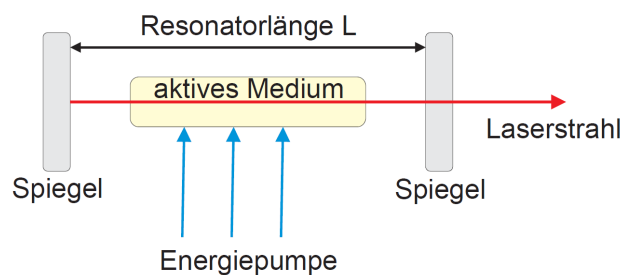 Resonatorlänge L
aktives Medium
Laserstrahl
Spiegel
Spiegel
Energiepumpe